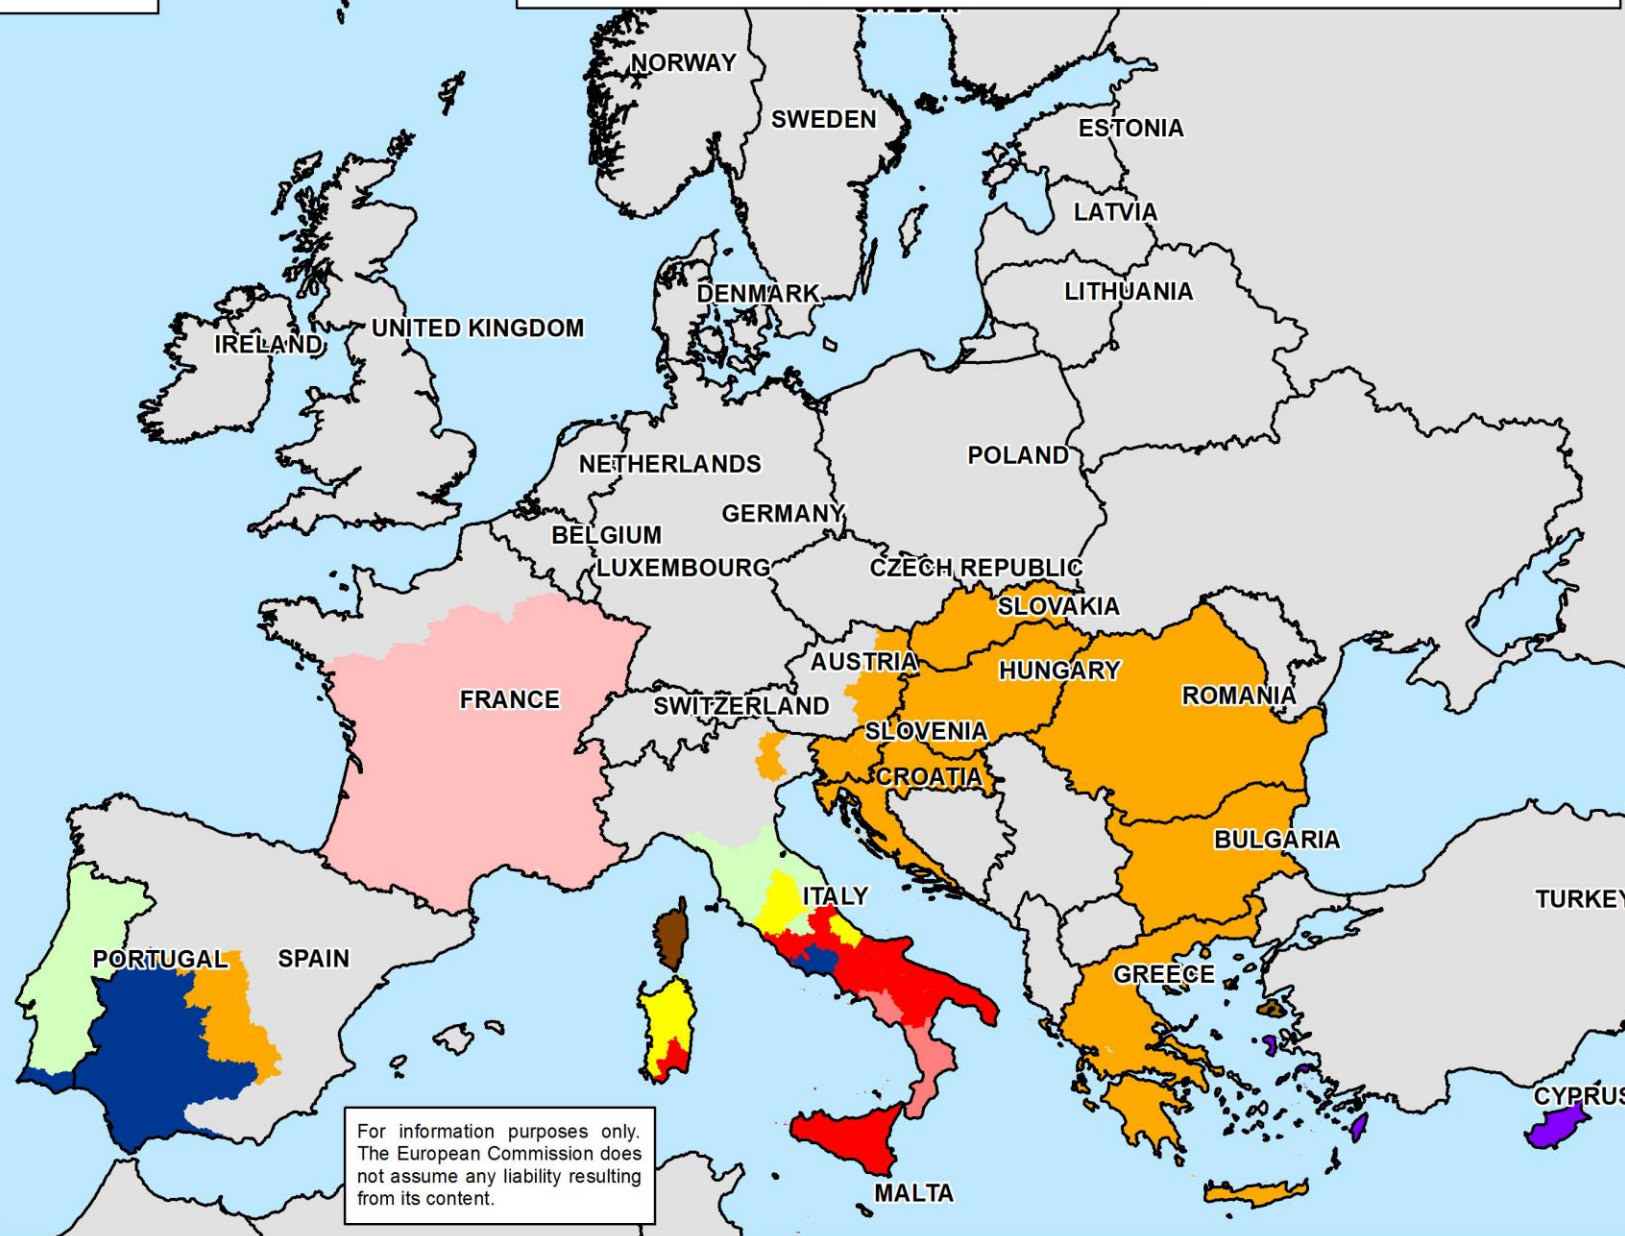 SWEDEN
NORWAY
SWEDEN
ESTONIA
LATVIA
LITHUANIA
DENMARK
UNITED KINGDOM
IRELAND
POLAND
NETHERLANDS
GERMANY
BELGIUM
LUXEMBOURG
CZECH REPUBLIC
SLOVAKIA
AUSTRIA
HUNGARY
ROMANIA
FRANCE
SWITZERLAND
SLOVENIA
CROATIA
BULGARIA
ITALY
TURKEY
PORTUGAL
SPAIN
GREECE
CYPRUS
For information purposes only.
The European Commission does
not assume any liability resulting
from its content.
MALTA